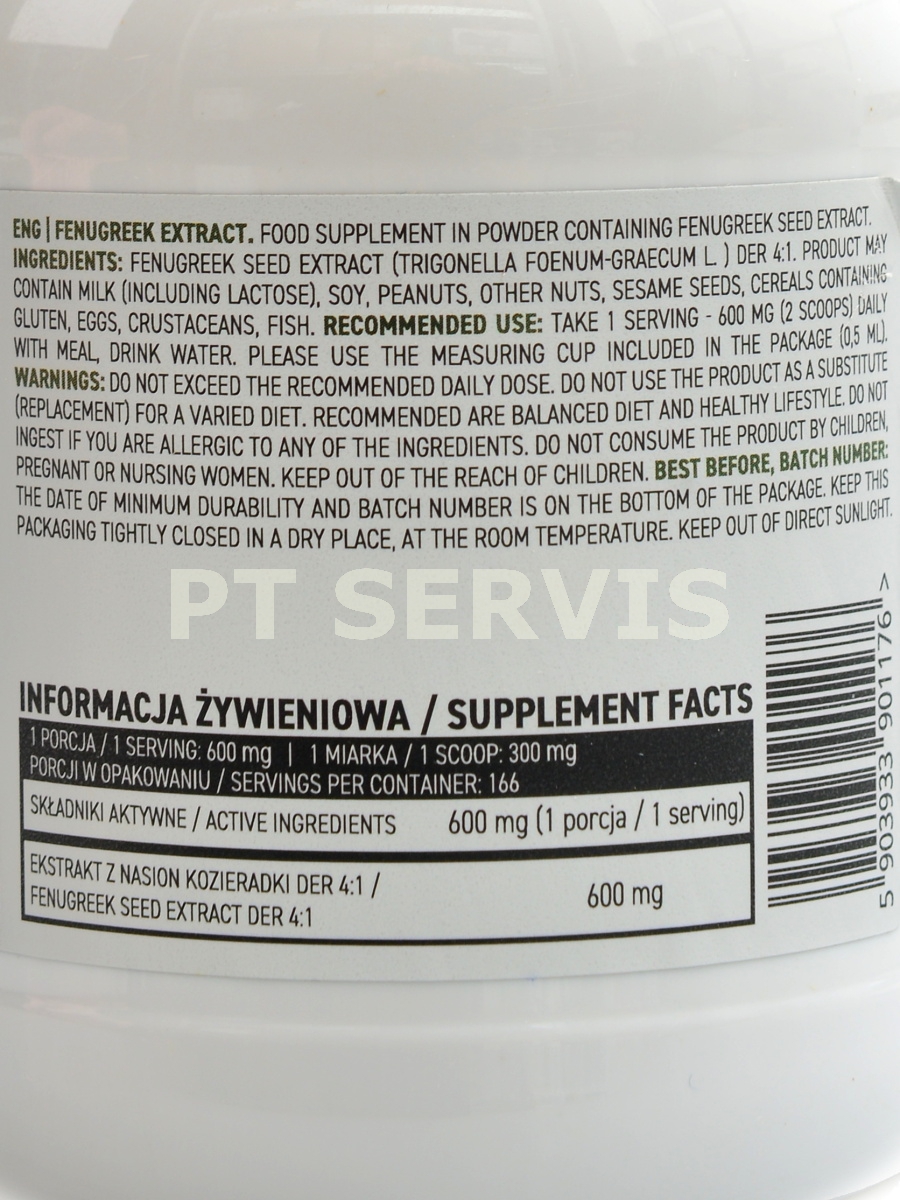 ENG | FENUGREEK EXTRACT. FOOD SUPPLEMENT IN POWDER CONTAINING FENUGREEK SEED EXTRACT.
INGREDIENTS: FENUGREEK SEED EXTRACT (TRIGONELLA FOENUM-GRAECUM L. ) DER 4:1. PRODUCT MAY
CONTAIN MILK (INCLUDING LACTOSE), SOY, PEANUTS, OTHER NUTS, SESAME SEEDS, CEREALS CONTAINING
GLUTEN, EGGS, CRUSTACEANS, FISH. RECOMMENDED USE: TAKE 1 SERVING - 600 MG (2 SCOOPS) DAILY
WITH MEAL, DRINK WATER. PLEASE USE THE MEASURING CUP INCLUDED IN THE PACKAGE (0,5 ML).
WARNINGS: DO NOT EXCEED THE RECOMMENDED DAILY DOSE. DO NOT USE THE PRODUCT AS A SUBSTITUTE
(REPLACEMENT) FOR A VARIED DIET. RECOMMENDED ARE BALANCED DIET AND HEALTHY LIFESTYLE. DO NOT
INGEST IF YOU ARE ALLERGIC TO ANY OF THE INGREDIENTS. DO NOT CONSUME THE PRODUCT BY CHILDREN,
PREGNANT OR NURSING WOMEN. KEEP OUT OF THE REACH OF CHILDREN. BEST BEFORE, BATCH NUMBER:
THE DATE OF MINIMUM DURABILITY AND BATCH NUMBER IS ON THE BOTTOM OF THE PACKAGE. KEEP THIS
PACKAGING TIGHTLY CLOSED IN A DRY PLACE, AT THE ROOM TEMPERATURE. KEEP OUT OF DIRECT SUNLIGHT.
PT SERVIS
INFORMACJA ŻYWIENIOWA / SUPPLEMENT FACTS
1 PORCJA / 1 SERVING: 600 mg | 1 MIARKA / 1 SCOOP: 300 mg
PORCJI W OPAKOWANIU / SERVINGS PER CONTAINER: 166
SKŁADNIKI AKTYWNE / ACTIVE INGREDIENTS 600 mg (1 porcja / 1 serving)
EKSTRAKT Z NASION KOZIERADKI DER 4:1 /
FENUGREEK SEED EXTRACT DER 4:1 600 mg
5 903933 901176 >